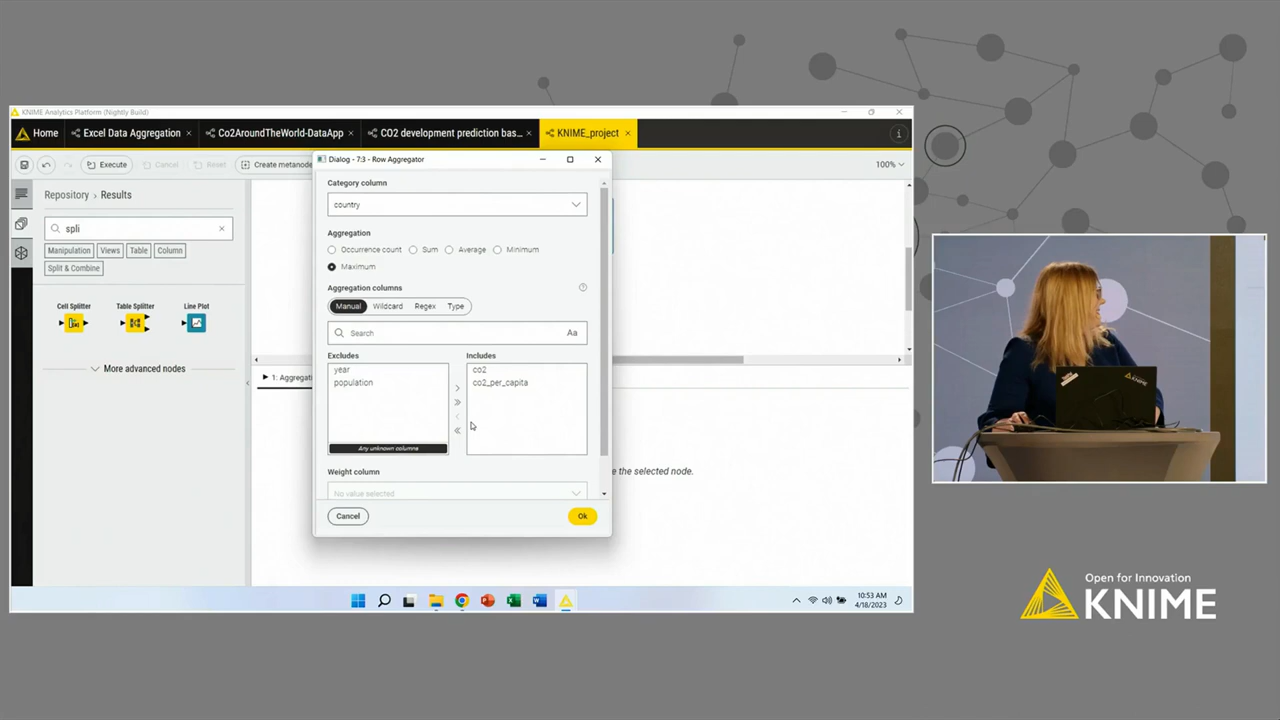 KNIME Analytics Platform (Nightly Build)
Home
Excel Data Aggregation
Co2AroundTheWorld-DataApp
CO2 development prediction bas...
KNIME_project
Execute
Cancel
Reset
Create metanode
100%
Dialog - 7:3 - Row Aggregator
Repository > Results
spli
Manipulation
Views
Table
Column
Split & Combine
Cell Splitter
Table Splitter
Line Plot
More advanced nodes
Category column
country
Aggregation
Occurrence count
Sum
Average
Minimum
Maximum
Aggregation columns
Manual
Wildcard
Regex
Type
Search
Aa
Excludes
Includes
year
population
Any unknown columns
co2
co2_per_capita
Weight column
No value selected
Cancel
Ok
1: Aggregat
e the selected node.
10:53 AM
4/18/2023
KNIME
Open for Innovation
KNIME